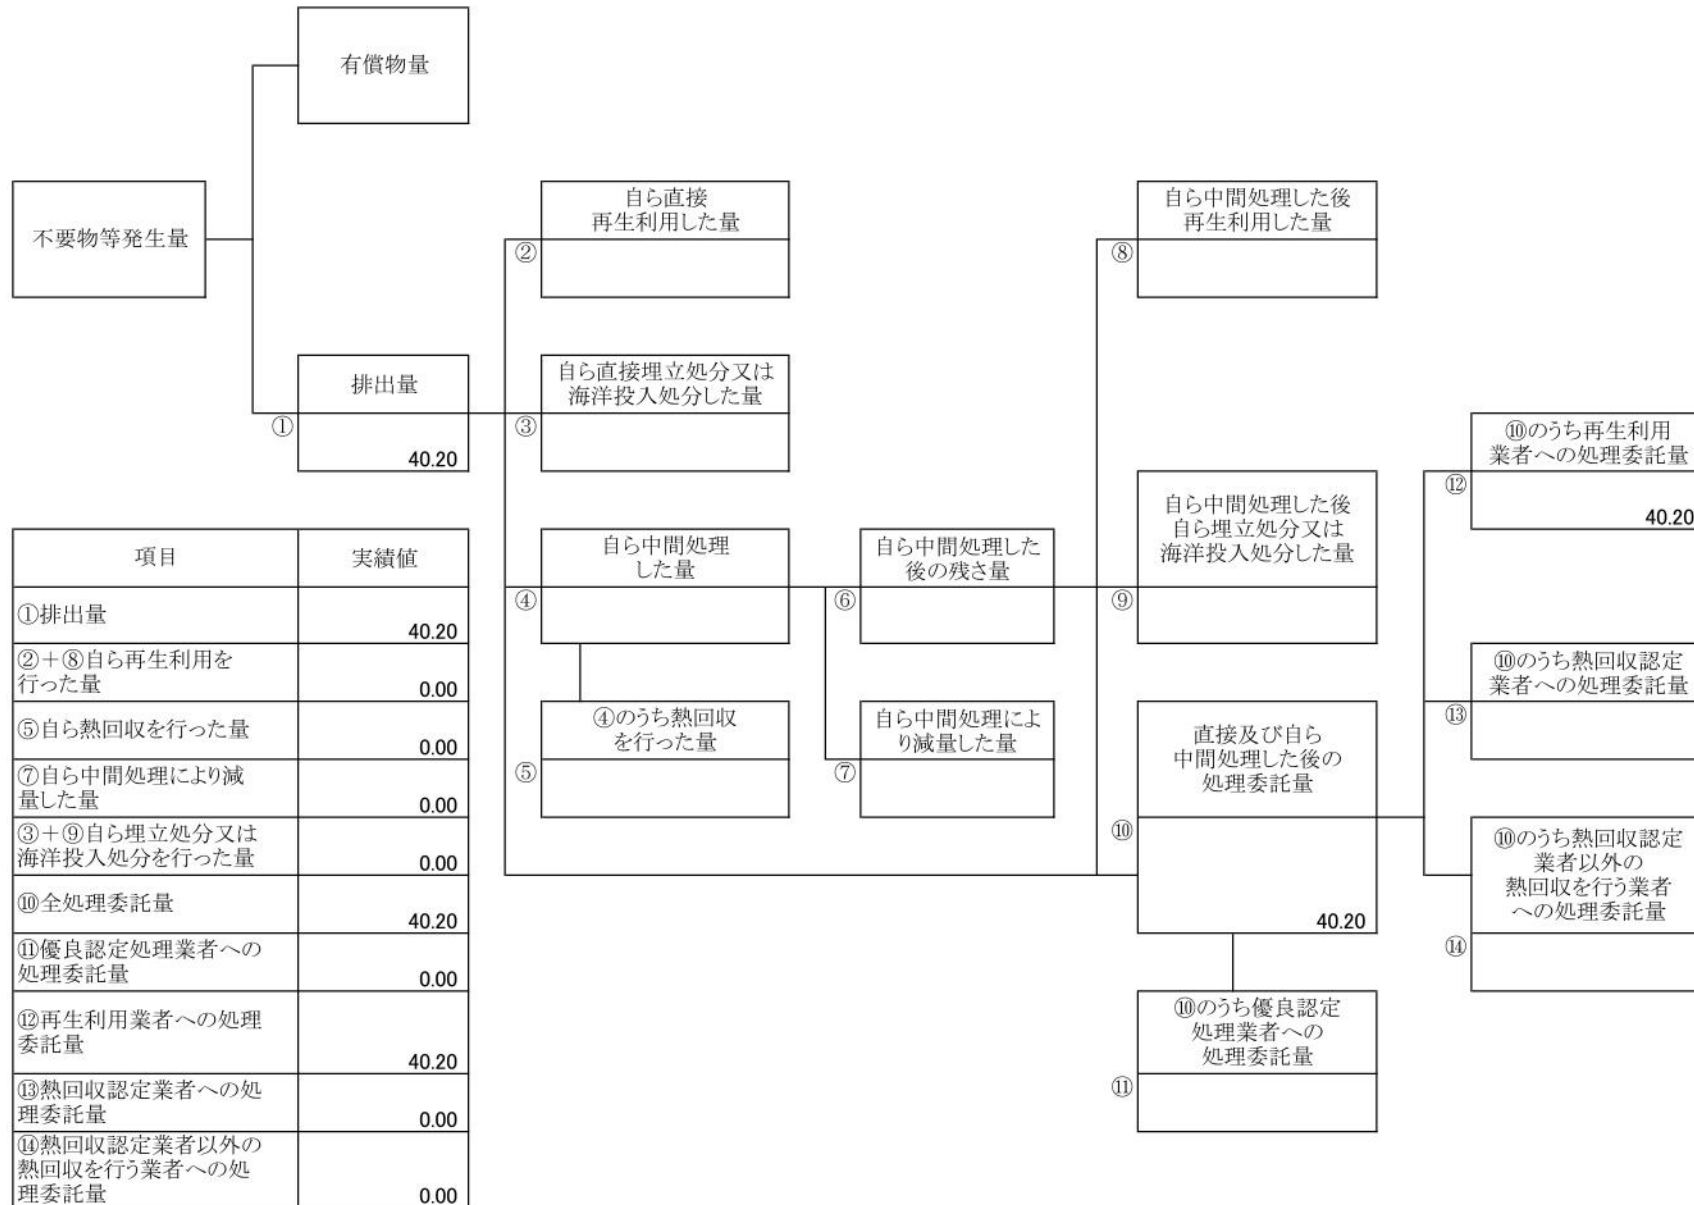 有償物量
不要物等発生量
自ら直接
再生利用した量
②
自ら中間処理した後
再生利用した量
⑧
排出量
①
40.20
自ら直接埋立処分又は
海洋投入処分した量
③
⑩のうち再生利用
業者への処理委託量
⑫
40.20
自ら中間処理
した量
④
自ら中間処理した
後の残さ量
⑥
自ら中間処理した後
自ら埋立処分又は
海洋投入処分した量
⑨
⑩のうち熱回収認定
業者への処理委託量
⑬
④のうち熱回収
を行った量
⑤
自ら中間処理によ
り減量した量
⑦
直接及び自ら
中間処理した後の
処理委託量
⑩
40.20
⑩のうち熱回収認定
業者以外の
熱回収を行う業者
への処理委託量
⑭
⑩のうち優良認定
処理業者への
処理委託量
⑪
項目 実績値
①排出量
40.20
②＋⑧自ら再生利用を
行った量
0.00
⑤自ら熱回収を行った量
0.00
⑦自ら中間処理により減
量した量
0.00
③＋⑨自ら埋立処分又は
海洋投入処分を行った量
0.00
⑩全処理委託量
40.20
⑪優良認定処理業者への
処理委託量
0.00
⑫再生利用業者への処理
委託量
40.20
⑬熱回収認定業者への処
理委託量
0.00
⑭熱回収認定業者以外の
熱回収を行う業者への処
理委託量
0.00